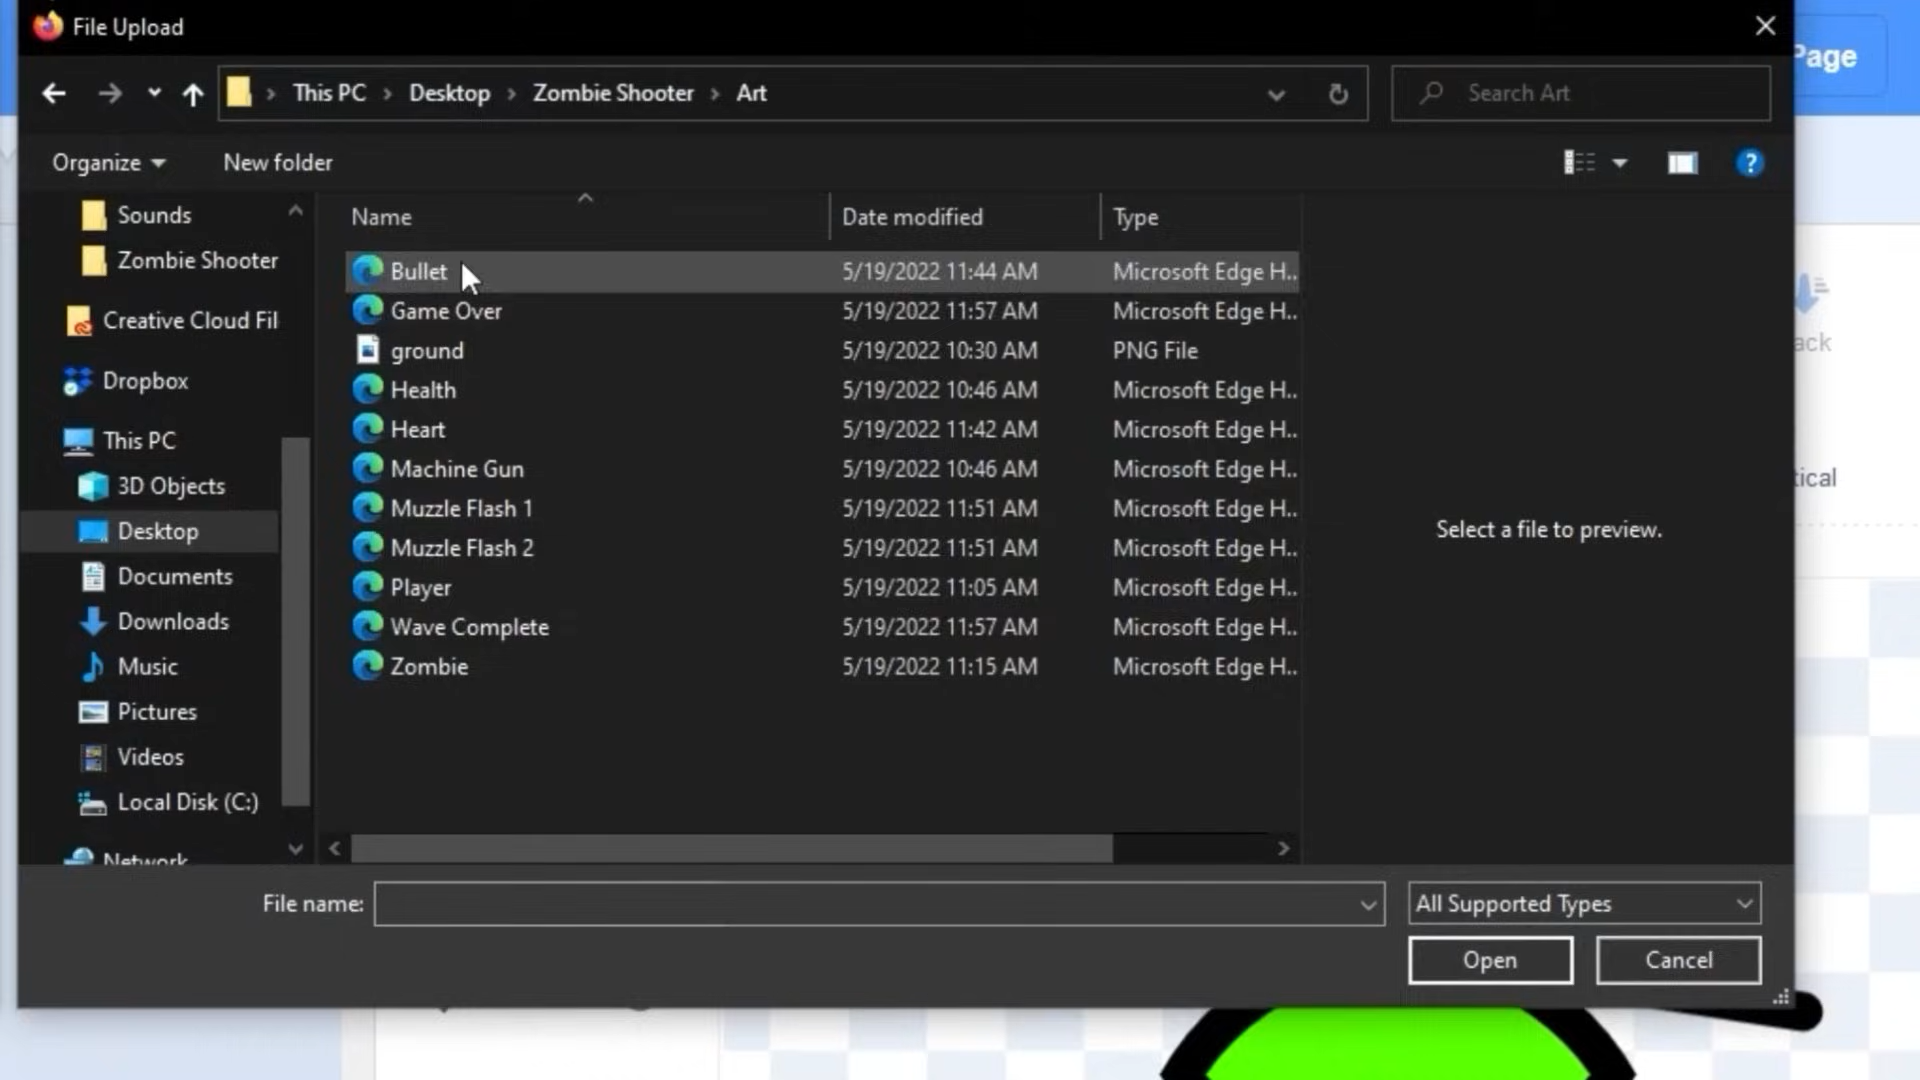 File Upload
Page
This PC > Desktop > Zombie Shooter > Art
Search Art
Organize
New folder
?
Name
Date modified
Type
Sounds
Zombie Shooter
Creative Cloud Fil
Dropbox
This PC
3D Objects
Desktop
Documents
Downloads
Music
Pictures
Videos
Local Disk (C:)
Network
Bullet 5/19/2022 11:44 AM Microsoft Edge H..
Game Over 5/19/2022 11:57 AM Microsoft Edge H..
ground 5/19/2022 10:30 AM PNG File
Health 5/19/2022 10:46 AM Microsoft Edge H..
Heart 5/19/2022 11:42 AM Microsoft Edge H..
Machine Gun 5/19/2022 10:46 AM Microsoft Edge H..
Muzzle Flash 1 5/19/2022 11:51 AM Microsoft Edge H..
Muzzle Flash 2 5/19/2022 11:51 AM Microsoft Edge H..
Player 5/19/2022 11:05 AM Microsoft Edge H..
Wave Complete 5/19/2022 11:57 AM Microsoft Edge H..
Zombie 5/19/2022 11:15 AM Microsoft Edge H..
Select a file to preview.
ack
tical
File name:
All Supported Types
Open
Cancel